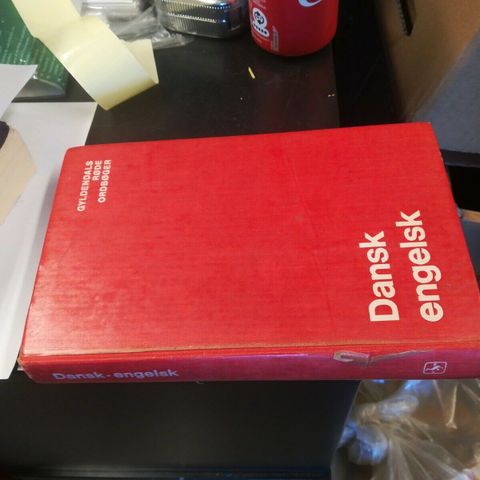 GYLDENDALS
RØDE
ORDBØGER
Dansk
engelsk
Dansk-engelsk